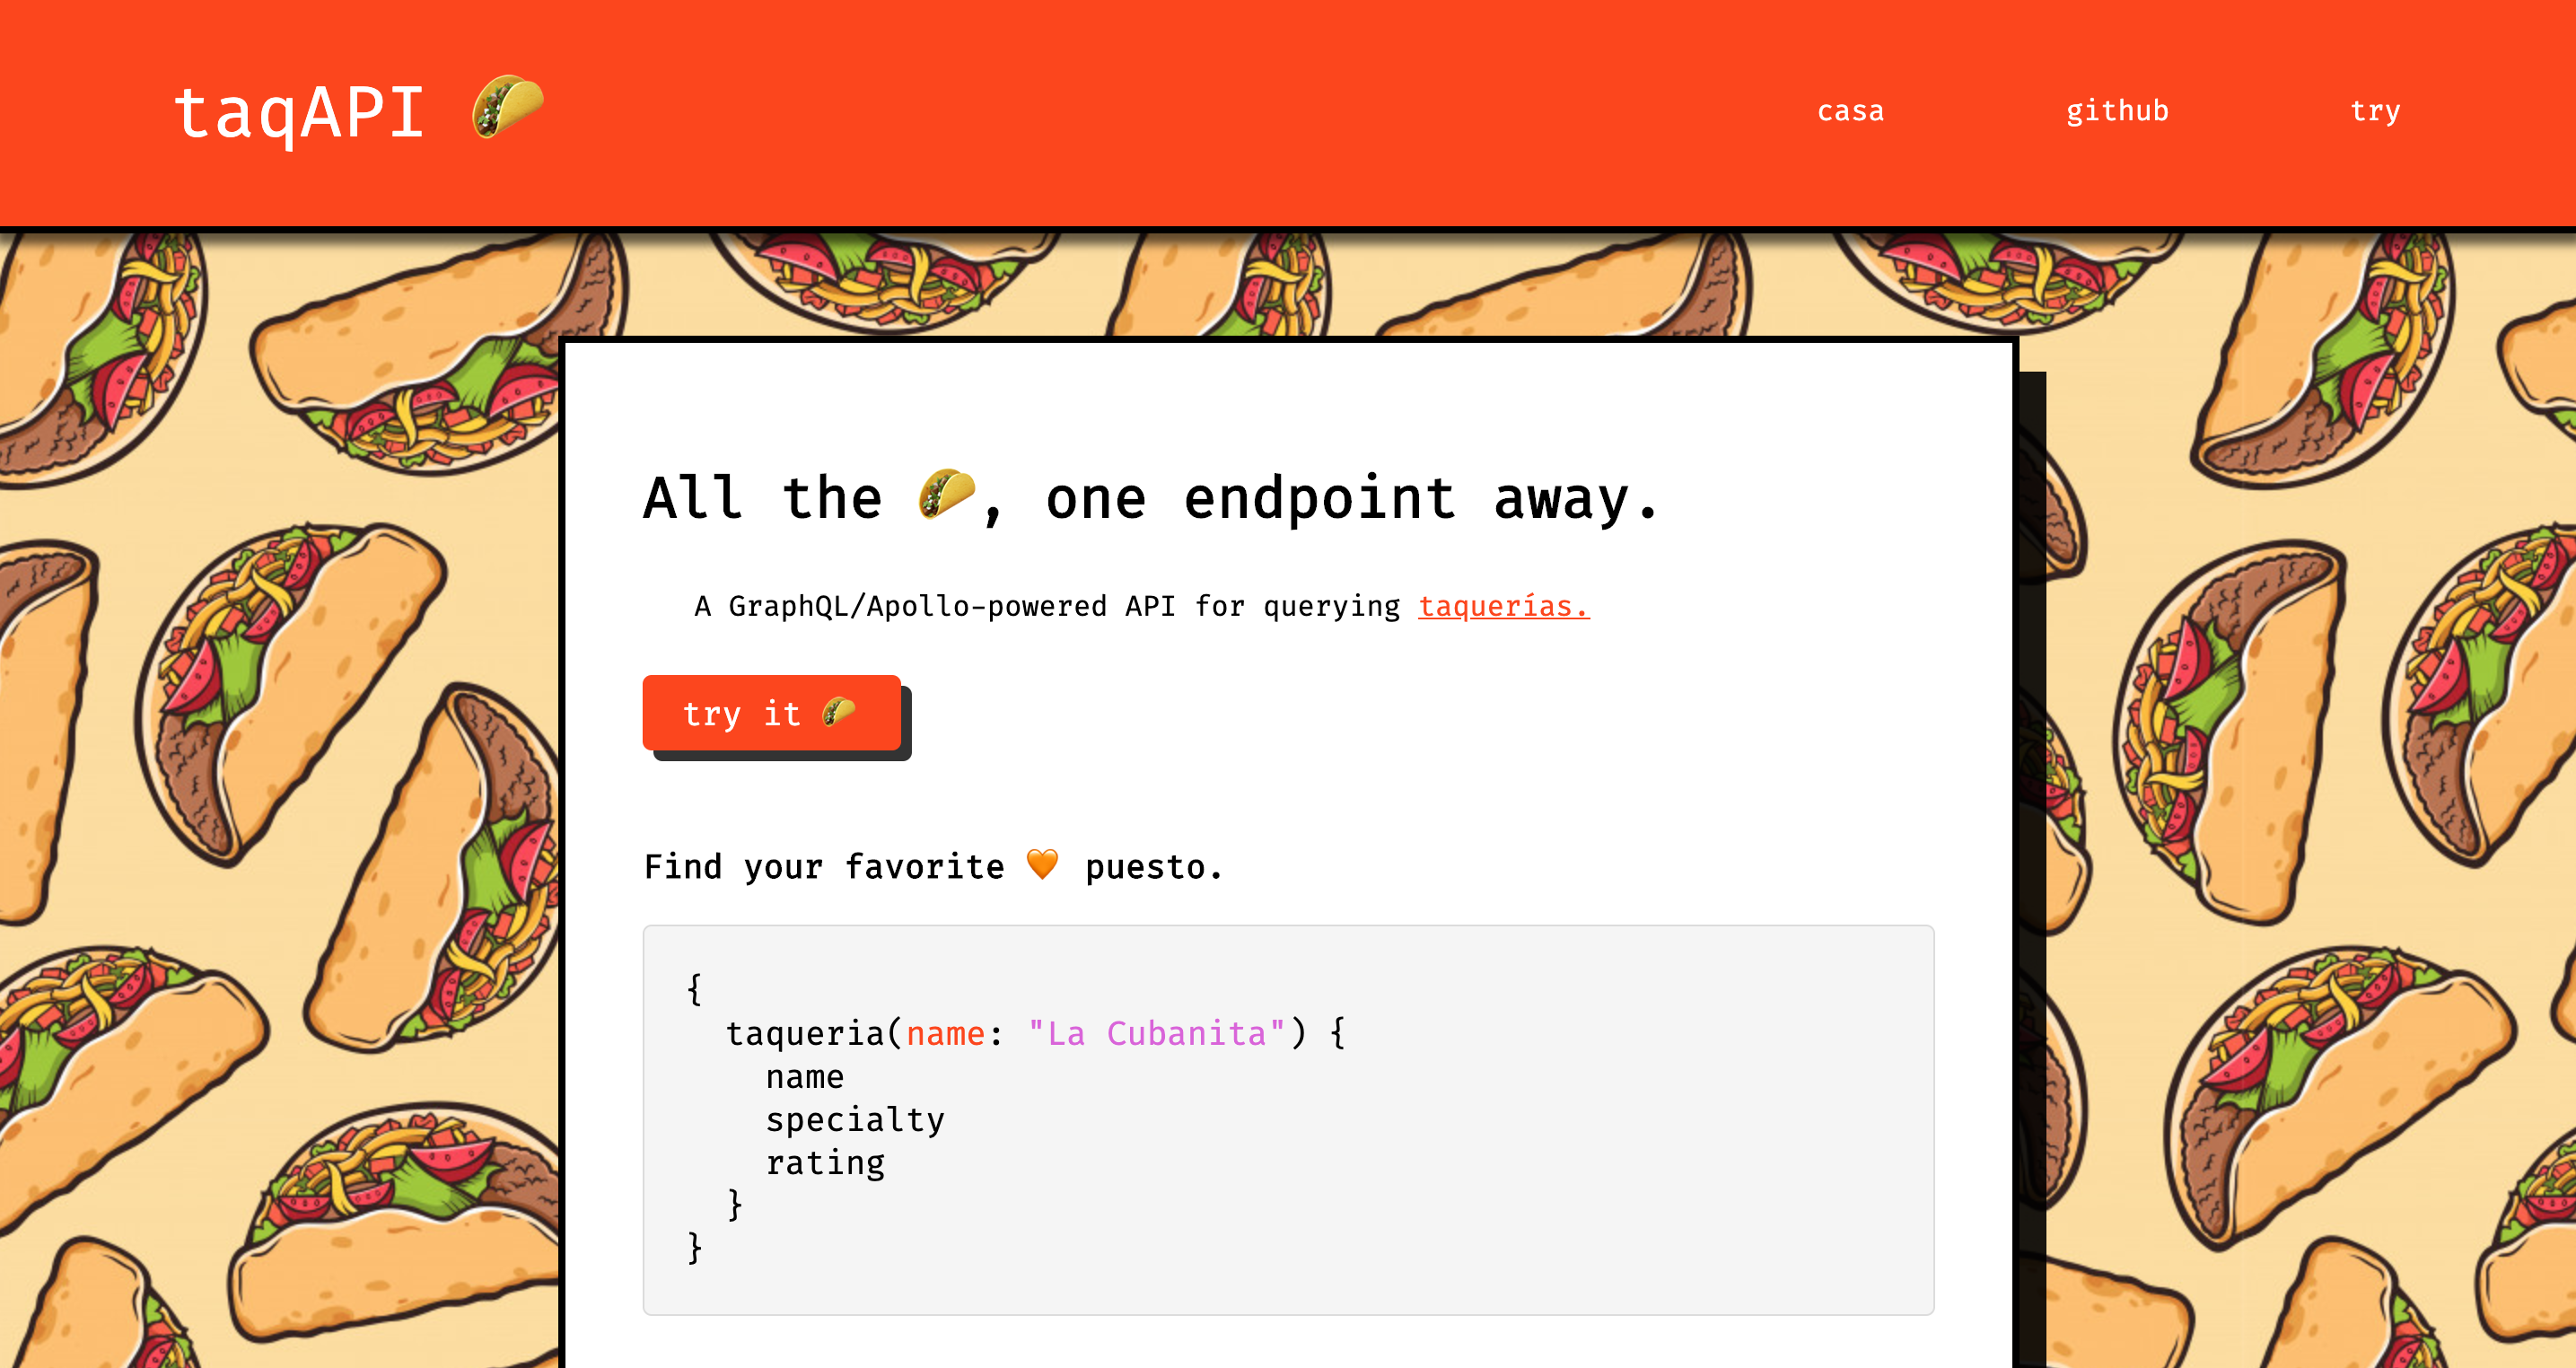 taqAPI 🌮
casa github try
All the 🌮, one endpoint away.
A GraphQL/Apollo-powered API for querying taquerías.
try it 🌮
Find your favorite 🧡 puesto.
{
  taqueria(name: "La Cubanita") {
    name
    specialty
    rating
  }
}